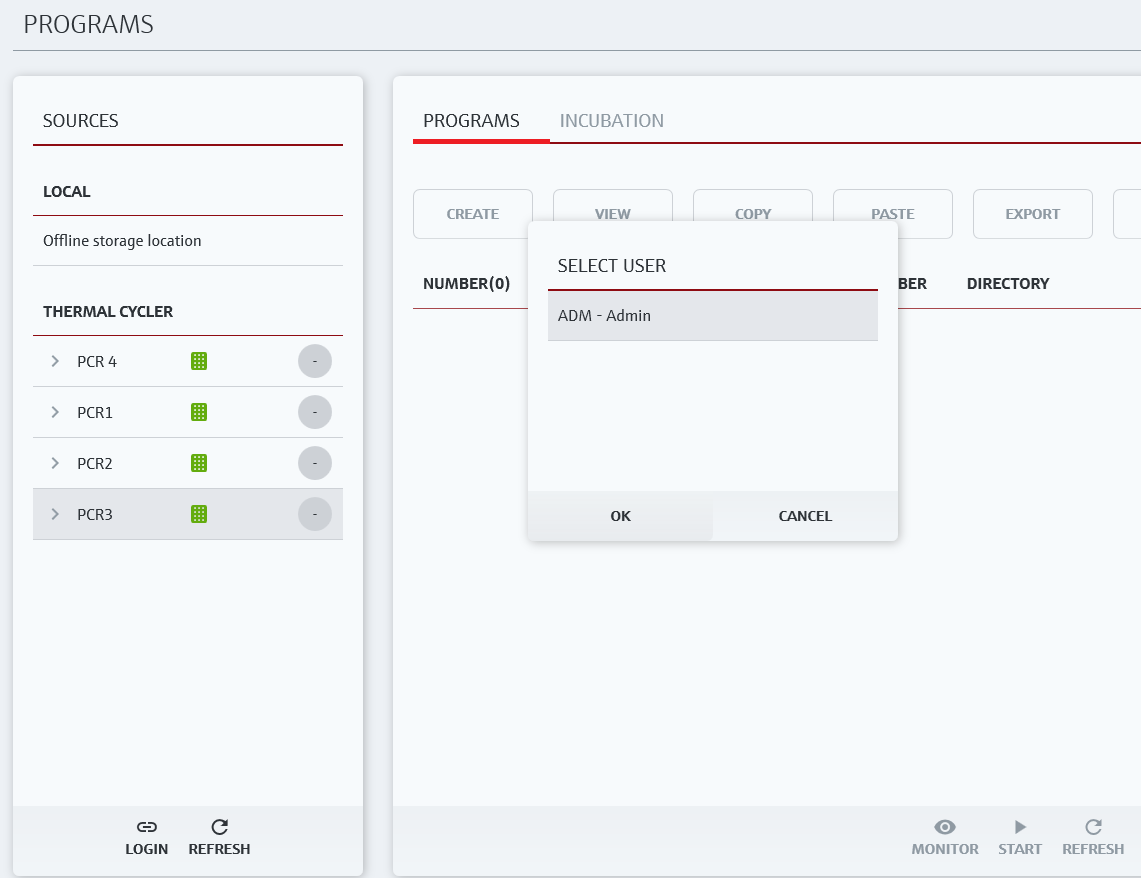 PROGRAMS
SOURCES
LOCAL
Offline storage location
THERMAL CYCLER
PCR 4 -
PCR1 -
PCR2 -
PCR3 -
LOGIN REFRESH
PROGRAMS INCUBATION
CREATE VIEW COPY PASTE EXPORT
NUMBER(0) BER DIRECTORY
SELECT USER
ADM - Admin
OK CANCEL
MONITOR START REFRESH